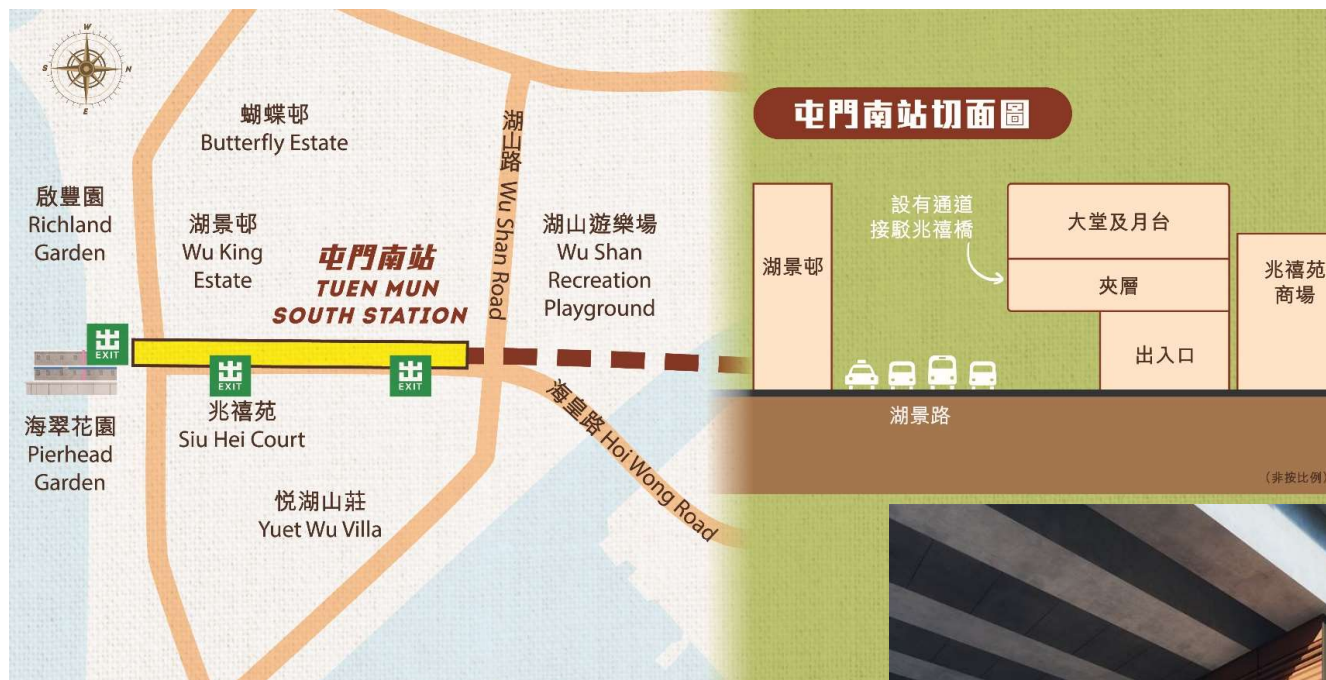 W
S
N
E
蝴蝶邨
Butterfly Estate
啟豐園
Richland
Garden
湖景邨
Wu King
Estate
屯門南站
TUEN MUN
SOUTH STATION
湖山路 Wu Shan Road
湖山遊樂場
Wu Shan
Recreation
Playground
出
EXIT
出
EXIT
出
EXIT
海翠花園
Pierhead
Garden
兆禧苑
Siu Hei Court
悦湖山莊
Yuet Wu Villa
海皇路 Hoi Wong Road
屯門南站切面圖
設有通道
接駁兆禧橋
湖景邨
大堂及月台
夾層
出入口
兆禧苑
商場
湖景路
(非按比例)